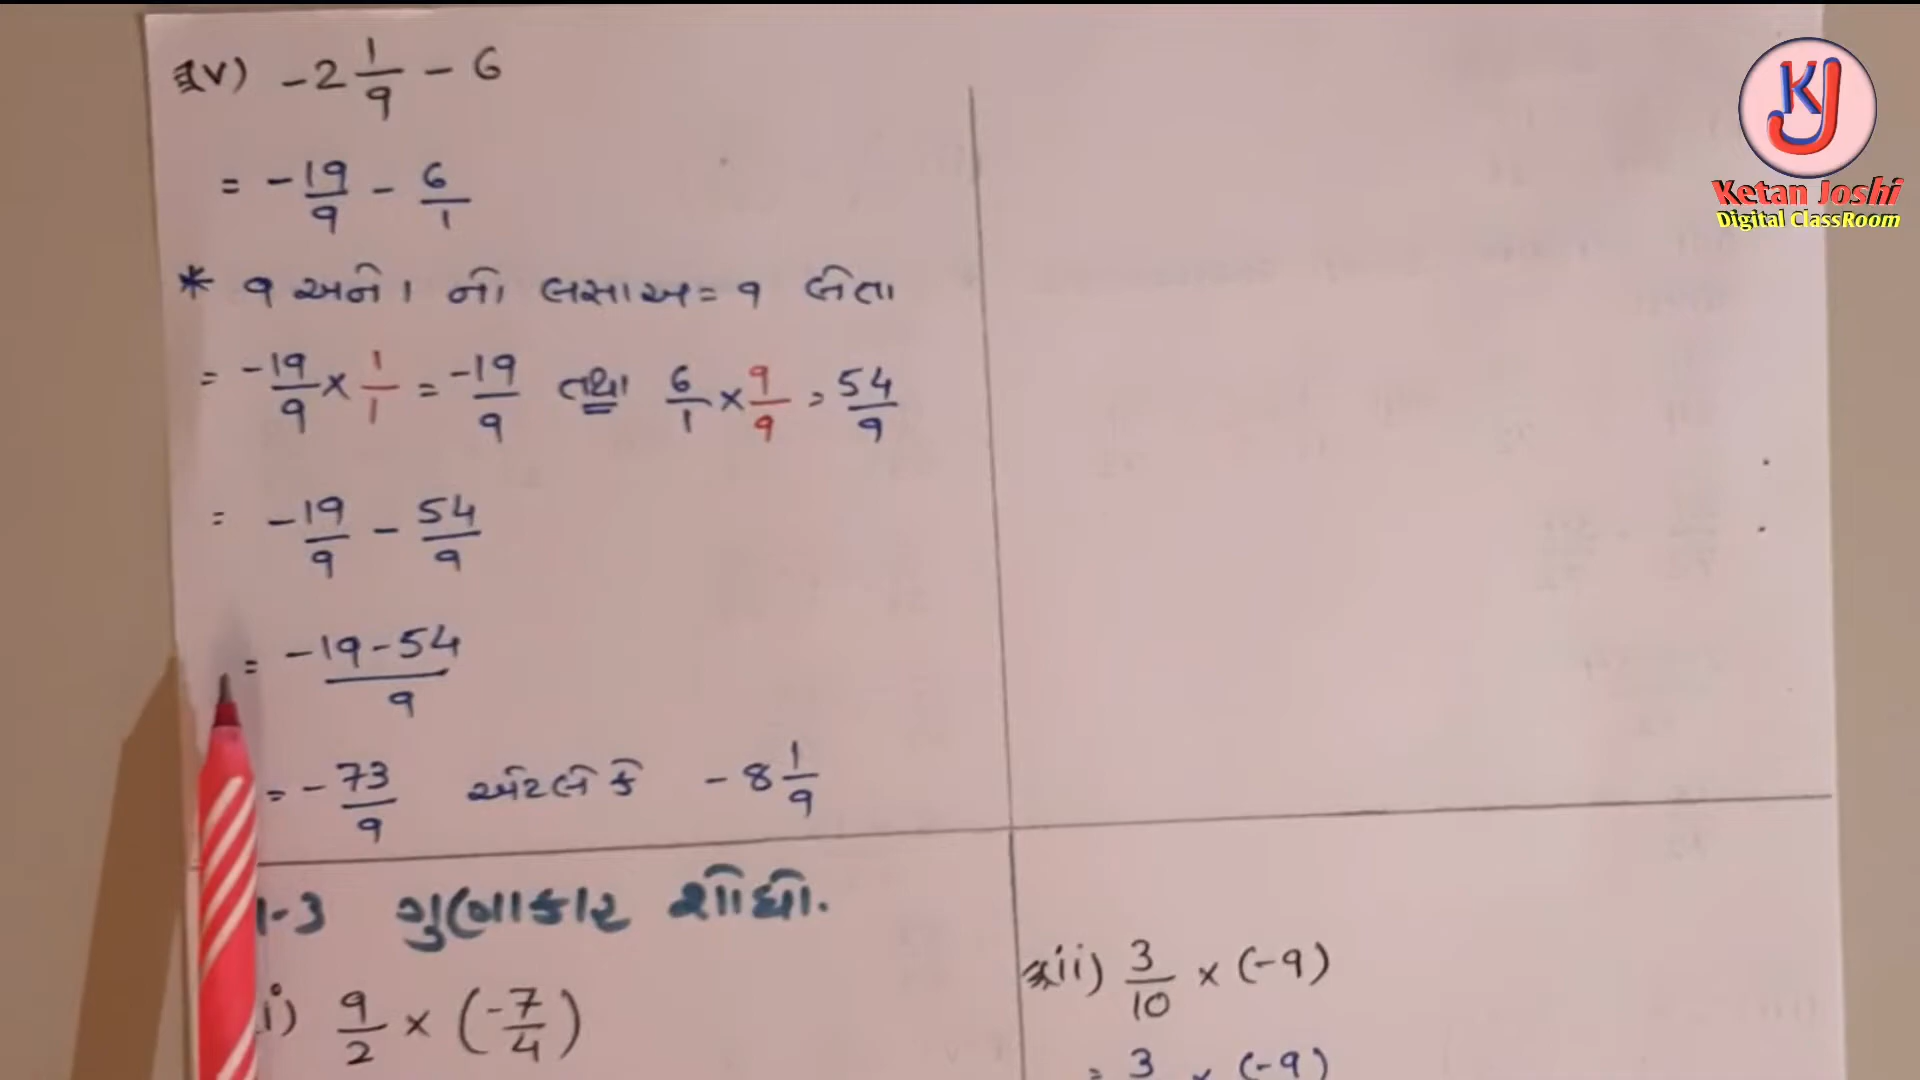 v) -2 1/9 - 6
= -19/9 - 6/1
* 9 અને 1 નો લસાઅ = 9 લેતા
= -19/9 × 1/1 = -19/9 તથા 6/1 × 9/9 = 54/9
= -19/9 - 54/9
= -19-54/9
= -73/9 એટલે કે -8 1/9
1-3 ગુણાકાર શોધો.
i) 9/2 × (-7/4)
ii) 3/10 × (-9)
= 3 × (-9)
KJ
Ketan Joshi
Digital ClassRoom